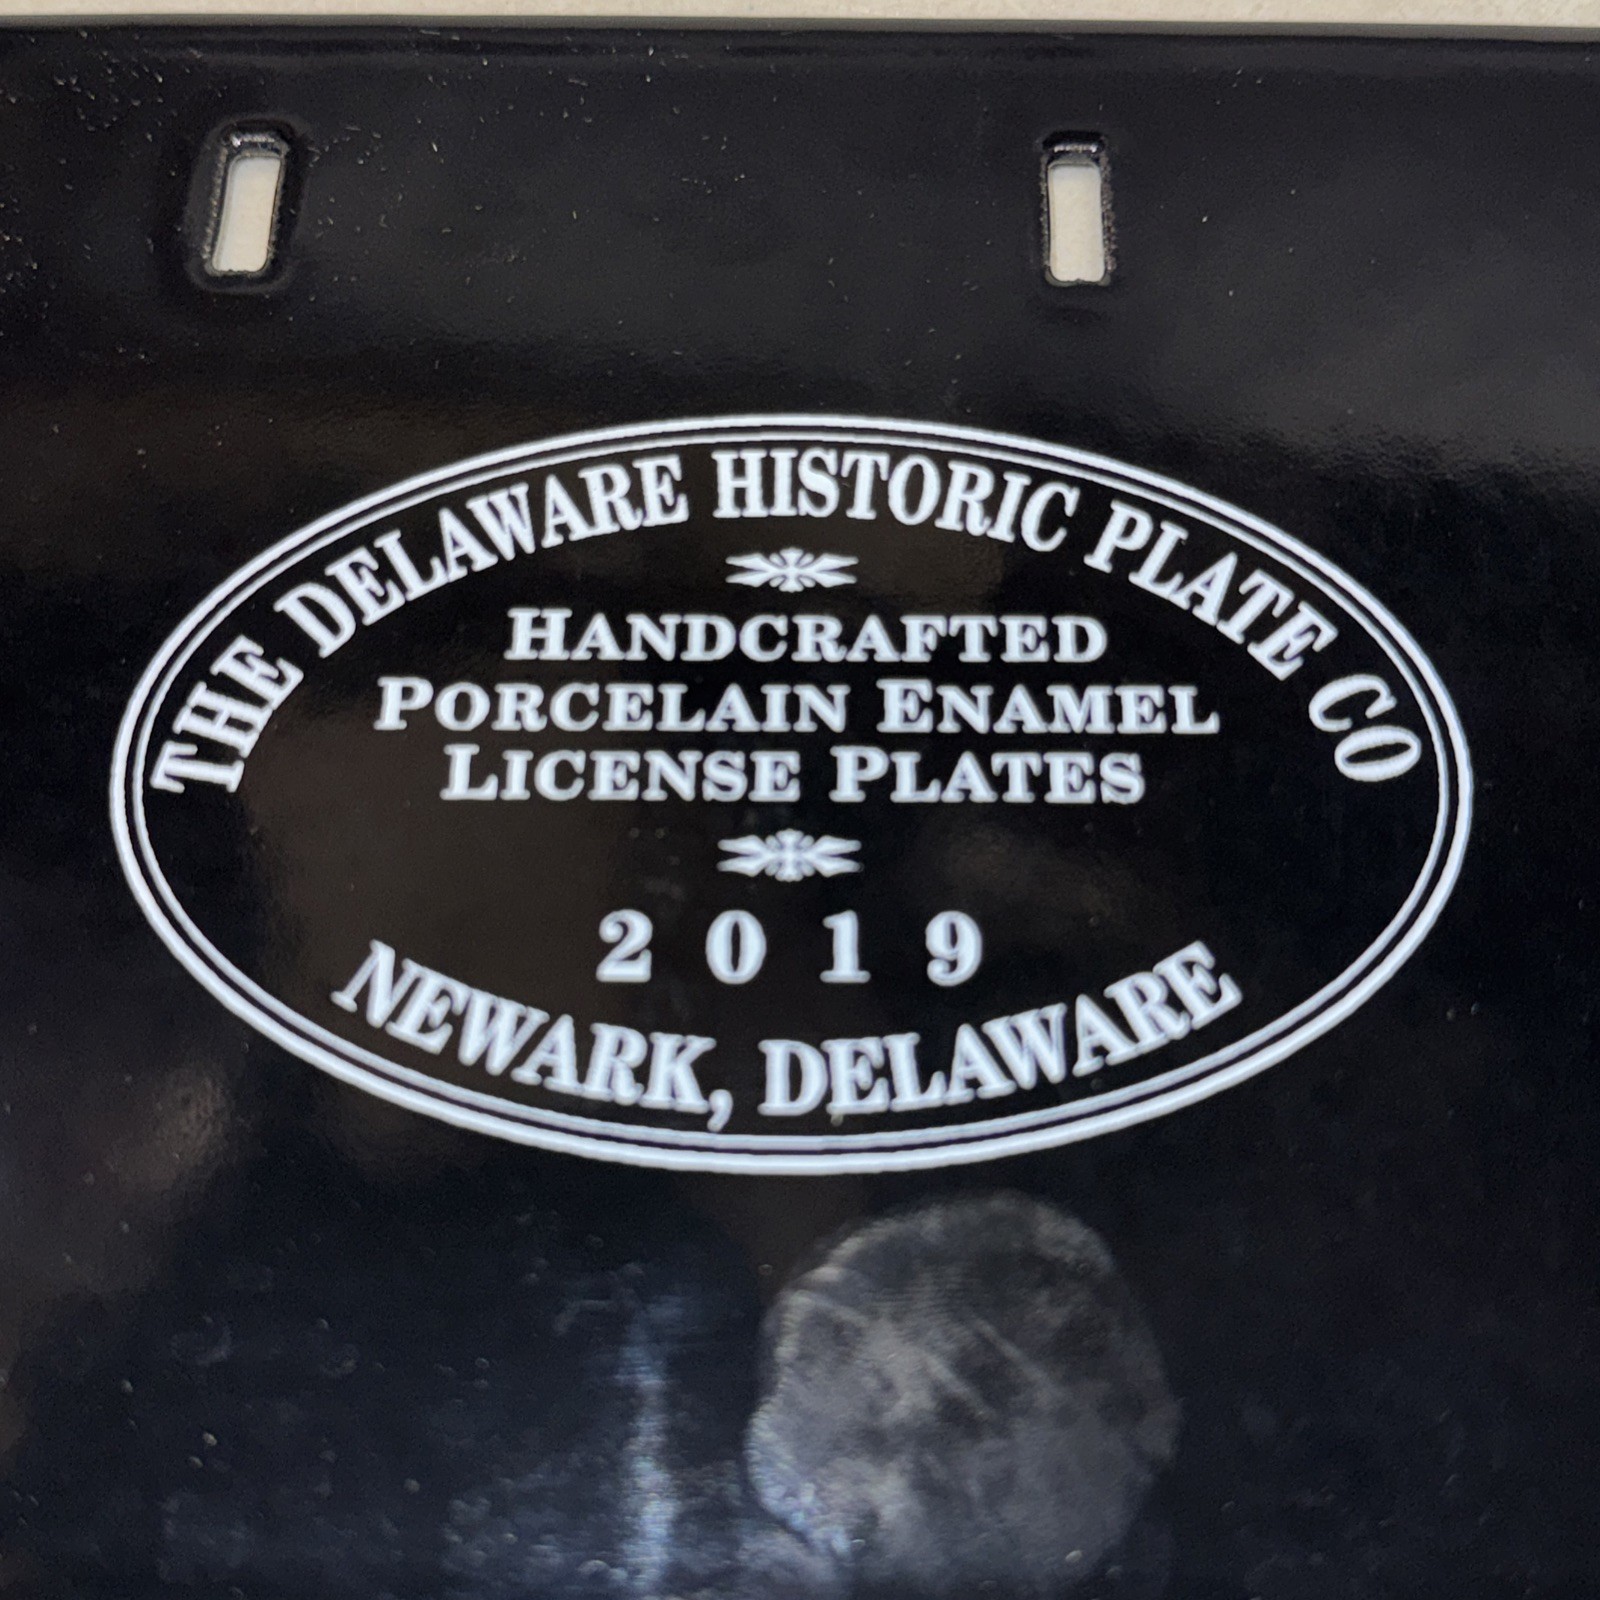 THE DELAWARE HISTORIC PLATE CO
HANDCRAFTED
PORCELAIN ENAMEL
LICENSE PLATES
2019
NEWARK, DELAWARE